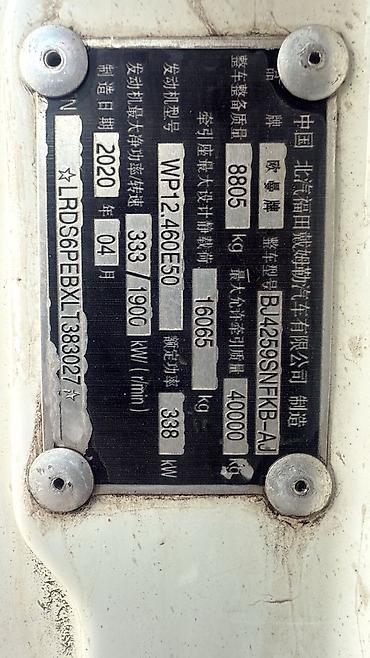 中国 北汽福田戴姆勒汽车有限公司 制造
品 牌 欧曼牌 整车型号 BJ4259SNFKB-AJ
整车整备质量 8805 kg 最大允许牵引质量 40000 kg
牵引座最大设计静载荷 16065 kg
发动机型号 WP12.460E50 额定功率 338 kW
发动机最大净功率/转速 333/1900 kW(r/min)
制造日期 2020 年 04 月
N ☆LRDS6PEBXLT383027☆